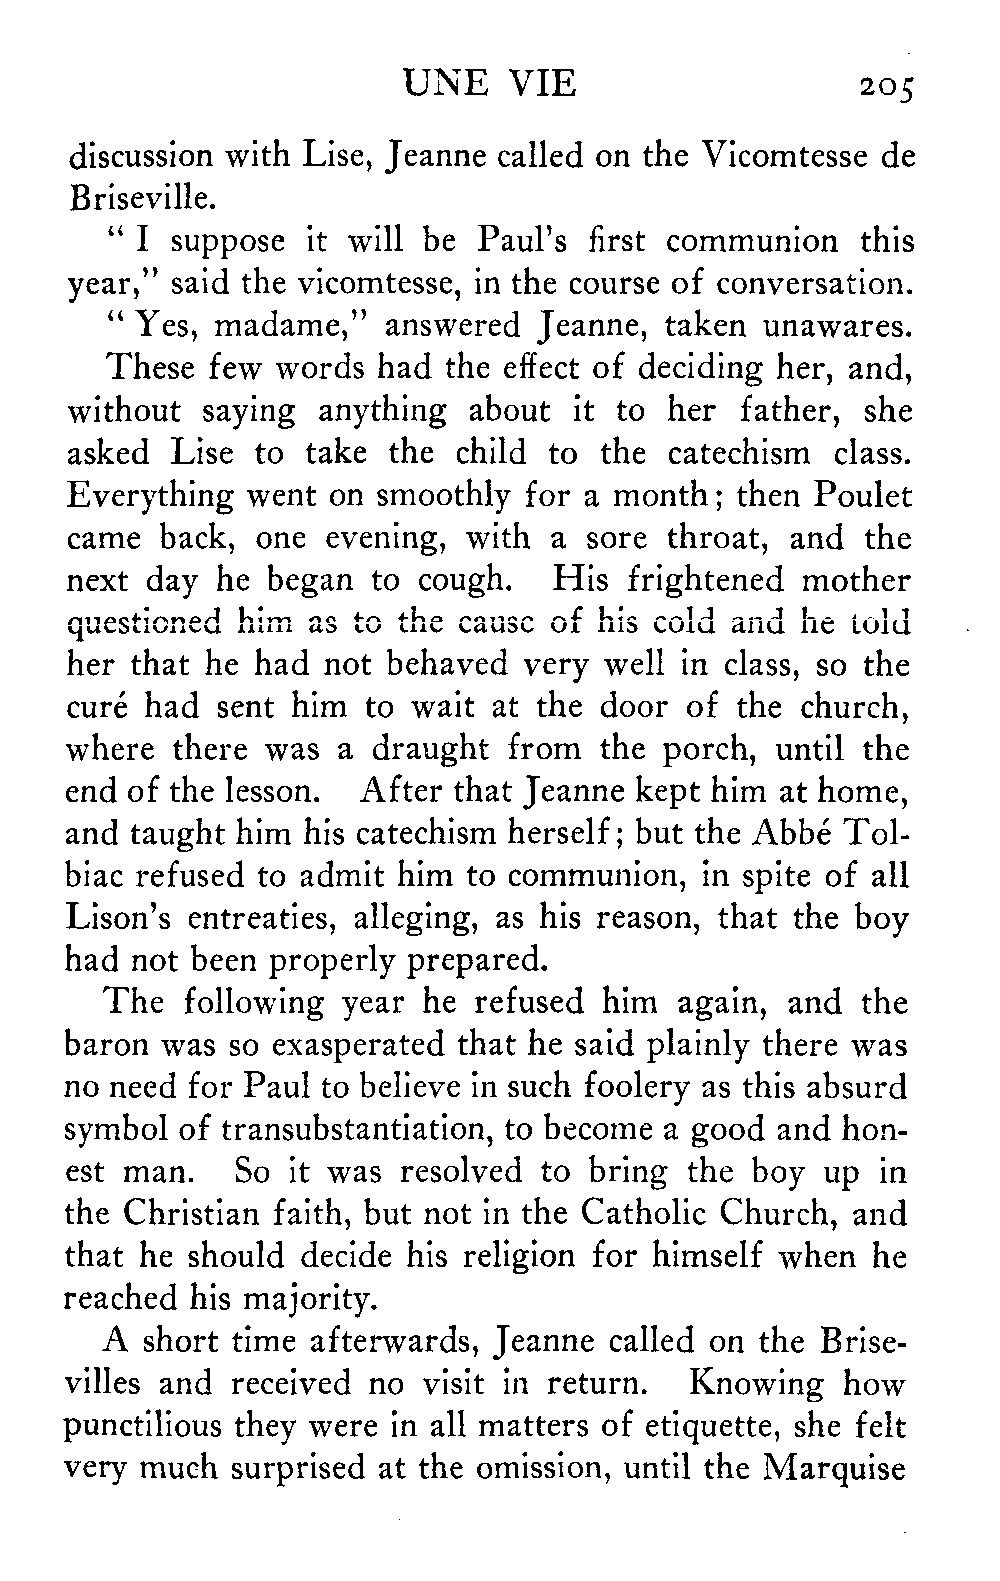 UNE VIE 205
discussion with Lise, Jeanne called on the Vicomtesse de
Briseville.
" I suppose it will be Paul's first communion this
year," said the vicomtesse, in the course of conversation.
" Yes, madame," answered Jeanne, taken unawares.
These few words had the effect of deciding her, and,
without saying anything about it to her father, she
asked Lise to take the child to the catechism class.
Everything went on smoothly for a month; then Poulet
came back, one evening, with a sore throat, and the
next day he began to cough. His frightened mother
questioned him as to the cause of his cold and he told
her that he had not behaved very well in class, so the
curé had sent him to wait at the door of the church,
where there was a draught from the porch, until the
end of the lesson. After that Jeanne kept him at home,
and taught him his catechism herself; but the Abbé Tol-
biac refused to admit him to communion, in spite of all
Lison's entreaties, alleging, as his reason, that the boy
had not been properly prepared.
The following year he refused him again, and the
baron was so exasperated that he said plainly there was
no need for Paul to believe in such foolery as this absurd
symbol of transubstantiation, to become a good and hon-
est man. So it was resolved to bring the boy up in
the Christian faith, but not in the Catholic Church, and
that he should decide his religion for himself when he
reached his majority.
A short time afterwards, Jeanne called on the Brise-
villes and received no visit in return. Knowing how
punctilious they were in all matters of etiquette, she felt
very much surprised at the omission, until the Marquise